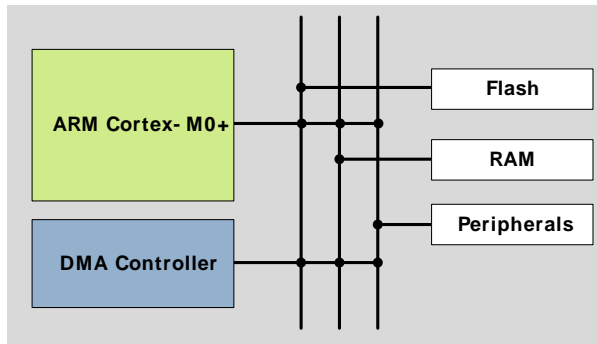 ARM Cortex- M0+
Flash
RAM
Peripherals
DMA Controller